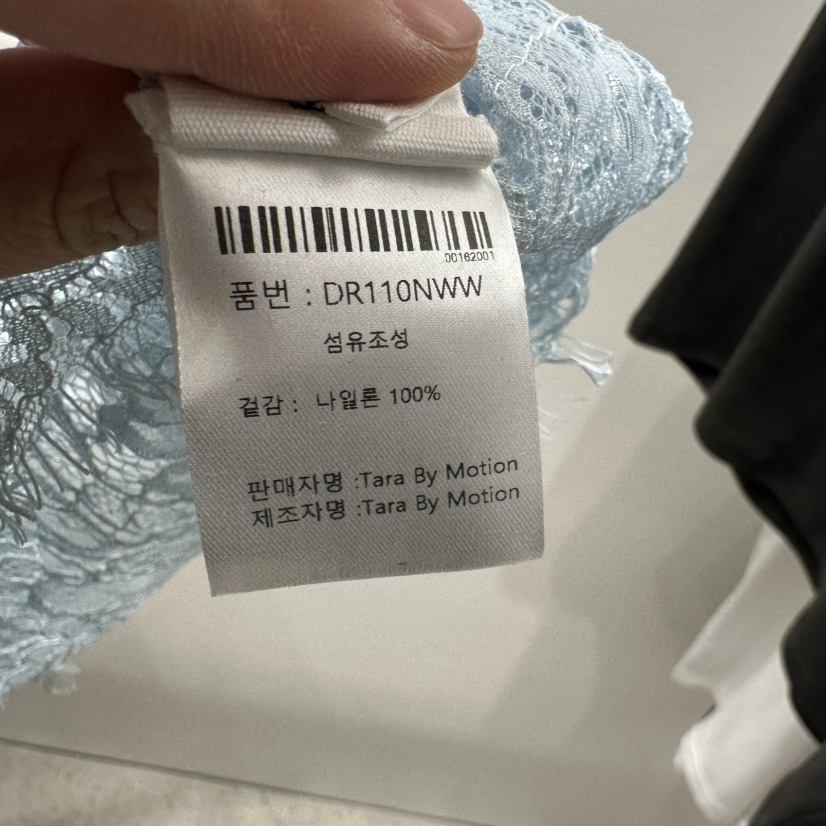 00162001
품번 : DR110NWW
섬유조성
겉감 : 나일론 100%
판매자명 :Tara By Motion
제조자명 :Tara By Motion